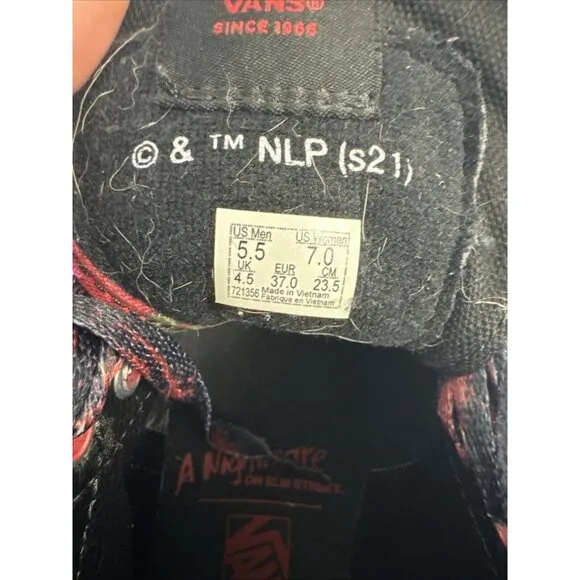 VANS®
SINCE 1966
© & ™ NLP (s21)
US Men US Women
5.5 7.0
UK EUR CM
4.5 37.0 23.5
721356 Made in Vietnam
Fabrique en Vietnam
A Nightmare
ON ELM STREET.
VANS